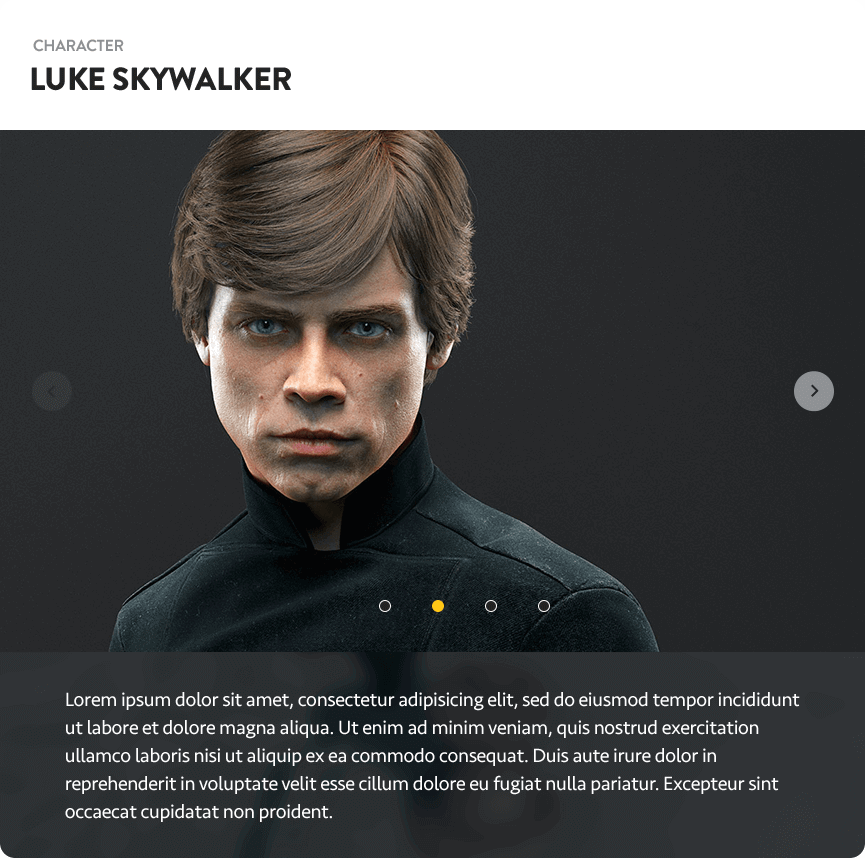 CHARACTER
LUKE SKYWALKER
Lorem ipsum dolor sit amet, consectetur adipisicing elit, sed do eiusmod tempor incididunt
ut labore et dolore magna aliqua. Ut enim ad minim veniam, quis nostrud exercitation
ullamco laboris nisi ut aliquip ex ea commodo consequat. Duis aute irure dolor in
reprehenderit in voluptate velit esse cillum dolore eu fugiat nulla pariatur. Excepteur sint
occaecat cupidatat non proident.